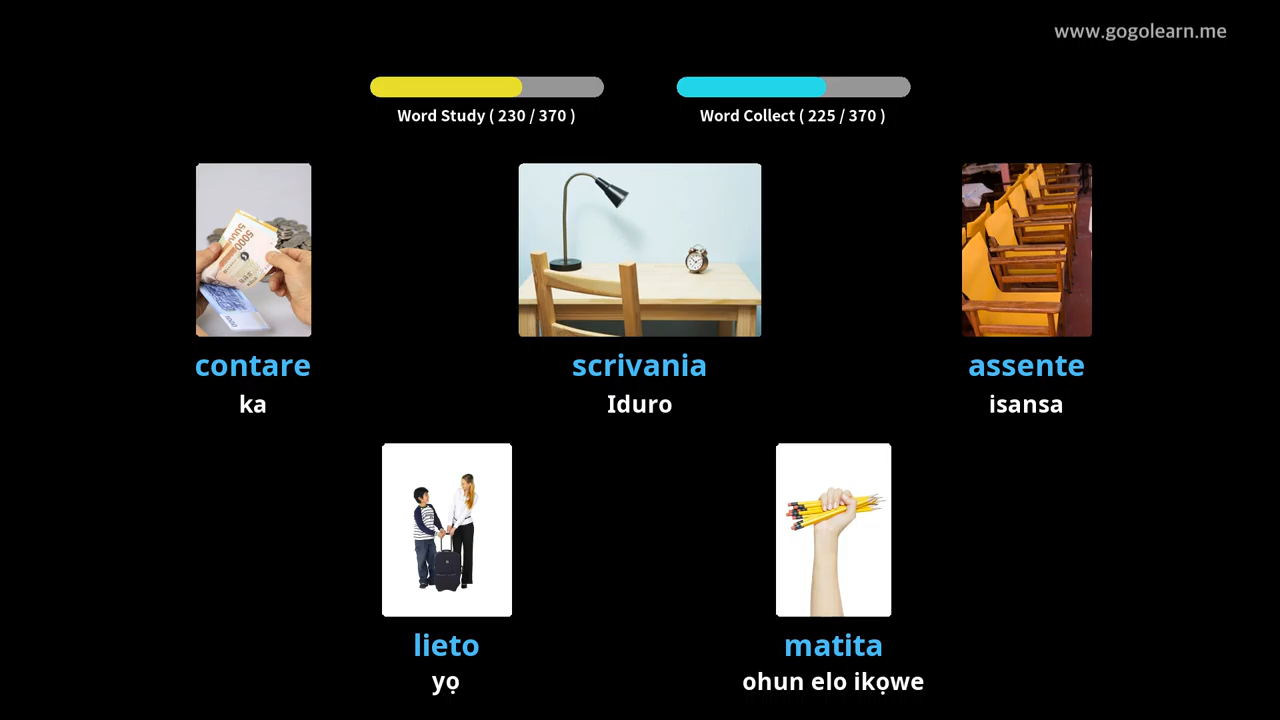 www.gogolearn.me
Word Study ( 230 / 370 )
Word Collect ( 225 / 370 )
contare
ka
scrivania
Iduro
assente
isansa
lieto
yọ
matita
ohun elo ikọwe